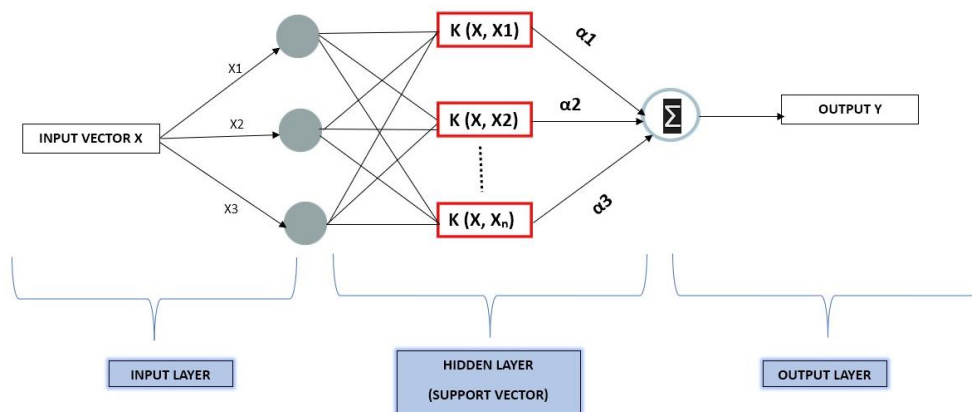 K (X, X1)
α1
X1
X2
K (X, X2)
α2
Σ
OUTPUT Y
INPUT VECTOR X
X3
K (X, Xₙ)
α3
INPUT LAYER
HIDDEN LAYER
(SUPPORT VECTOR)
OUTPUT LAYER